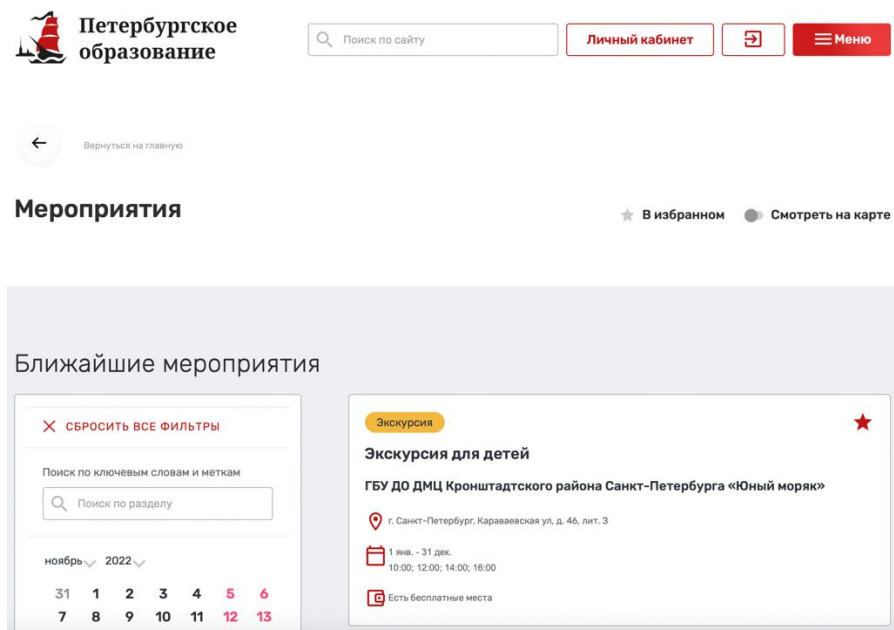 Петербургское
образование
Поиск по сайту
Личный кабинет
Меню
Вернуться на главную
Мероприятия
В избранном
Смотреть на карте
Ближайшие мероприятия
СБРОСИТЬ ВСЕ ФИЛЬТРЫ
Поиск по ключевым словам и меткам
Поиск по разделу
ноябрь 2022
31 1 2 3 4 5 6
7 8 9 10 11 12 13
Экскурсия
Экскурсия для детей
ГБУ ДО ДМЦ Кронштадтского района Санкт-Петербурга «Юный моряк»
г. Санкт-Петербург, Караваевская ул, д. 46, лит. З
1 янв. - 31 дек.
10:00; 12:00; 14:00; 16:00
Есть бесплатные места